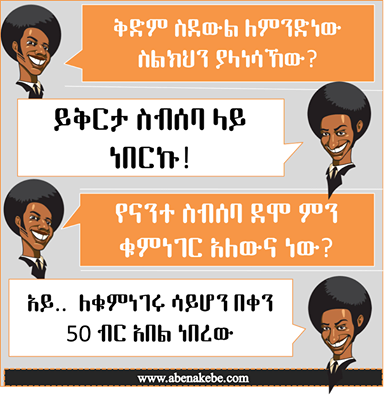 ቅድም ስደውል ለምንድነው
ስልክህን ያላነሳኸው?
ይቅርታ ስብሰባ ላይ
ነበርኩ!
የናንተ ስብሰባ ደሞ ምን
ቁምነገር አለውና ነው?
አይ.. ለቁምነገሩ ሳይሆን በቀን
50 ብር አበል ነበረው
www.abenakebe.com